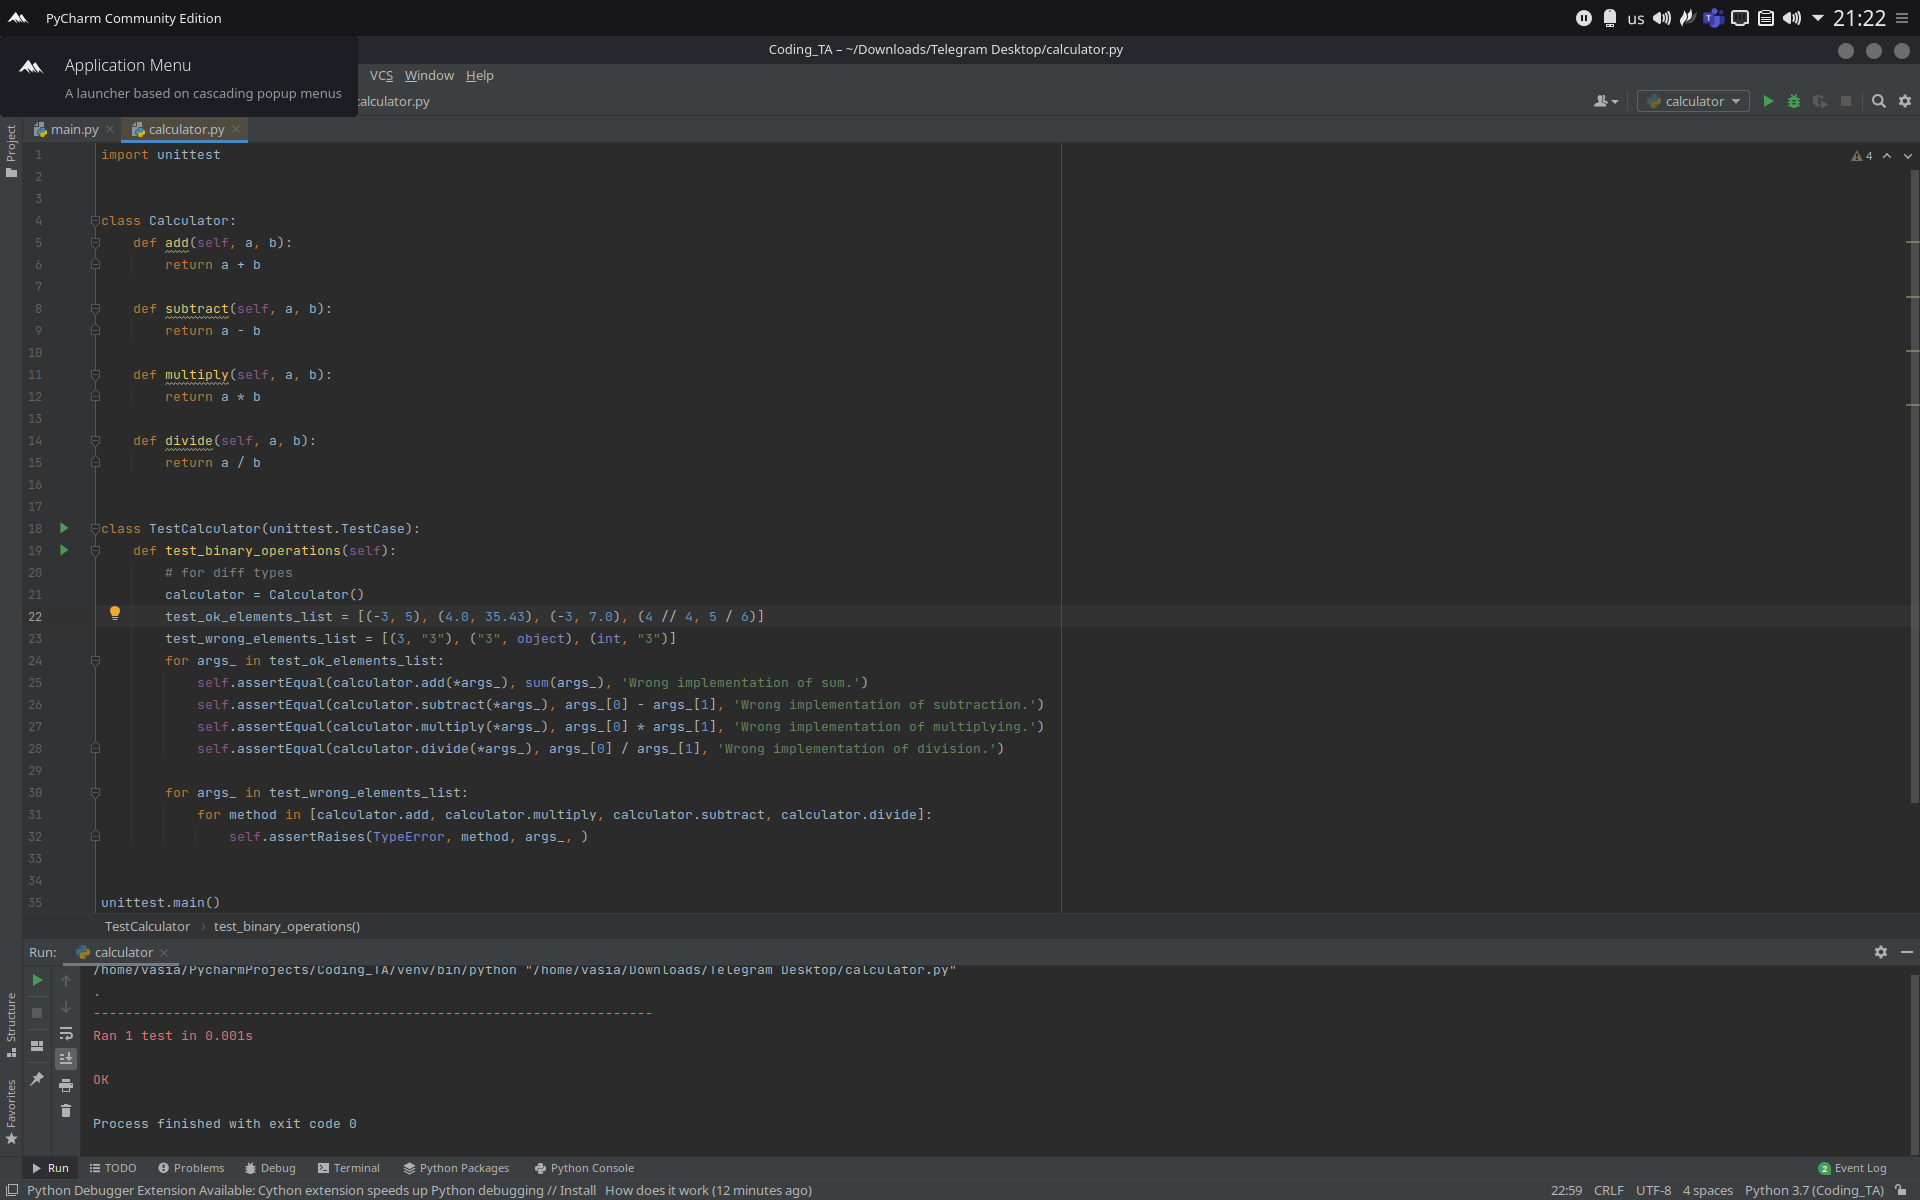 PyCharm Community Edition
us
21:22
Coding_TA – ~/Downloads/Telegram Desktop/calculator.py
Application Menu
A launcher based on cascading popup menus
VCS Window Help
calculator.py
calculator
Project
main.py
calculator.py
4
1 import unittest
2
3
4 class Calculator:
5 def add(self, a, b):
6 return a + b
7
8 def subtract(self, a, b):
9 return a - b
10
11 def multiply(self, a, b):
12 return a * b
13
14 def divide(self, a, b):
15 return a / b
16
17
18 class TestCalculator(unittest.TestCase):
19 def test_binary_operations(self):
20 # for diff types
21 calculator = Calculator()
22 test_ok_elements_list = [(-3, 5), (4.0, 35.43), (-3, 7.0), (4 // 4, 5 / 6)]
23 test_wrong_elements_list = [(3, "3"), ("3", object), (int, "3")]
24 for args_ in test_ok_elements_list:
25 self.assertEqual(calculator.add(*args_), sum(args_), 'Wrong implementation of sum.')
26 self.assertEqual(calculator.subtract(*args_), args_[0] - args_[1], 'Wrong implementation of subtraction.')
27 self.assertEqual(calculator.multiply(*args_), args_[0] * args_[1], 'Wrong implementation of multiplying.')
28 self.assertEqual(calculator.divide(*args_), args_[0] / args_[1], 'Wrong implementation of division.')
29
30 for args_ in test_wrong_elements_list:
31 for method in [calculator.add, calculator.multiply, calculator.subtract, calculator.divide]:
32 self.assertRaises(TypeError, method, args_, )
33
34
35 unittest.main()
TestCalculator › test_binary_operations()
Run: calculator
/home/vasia/PycharmProjects/Coding_TA/venv/bin/python "/home/vasia/Downloads/Telegram Desktop/calculator.py"
.
----------------------------------------------------------------------
Ran 1 test in 0.001s
OK
Process finished with exit code 0
Structure
Favorites
Run TODO Problems Debug Terminal Python Packages Python Console
2 Event Log
Python Debugger Extension Available: Cython extension speeds up Python debugging // Install How does it work (12 minutes ago)
22:59 CRLF UTF-8 4 spaces Python 3.7 (Coding_TA)